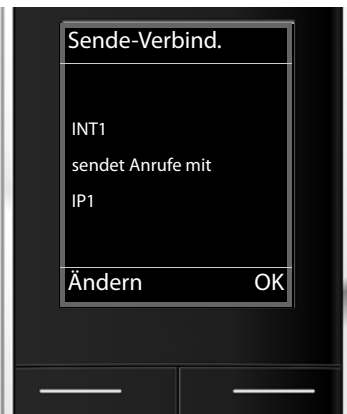 Sende-Verbind.
INT1
sendet Anrufe mit
IP1
Ändern OK